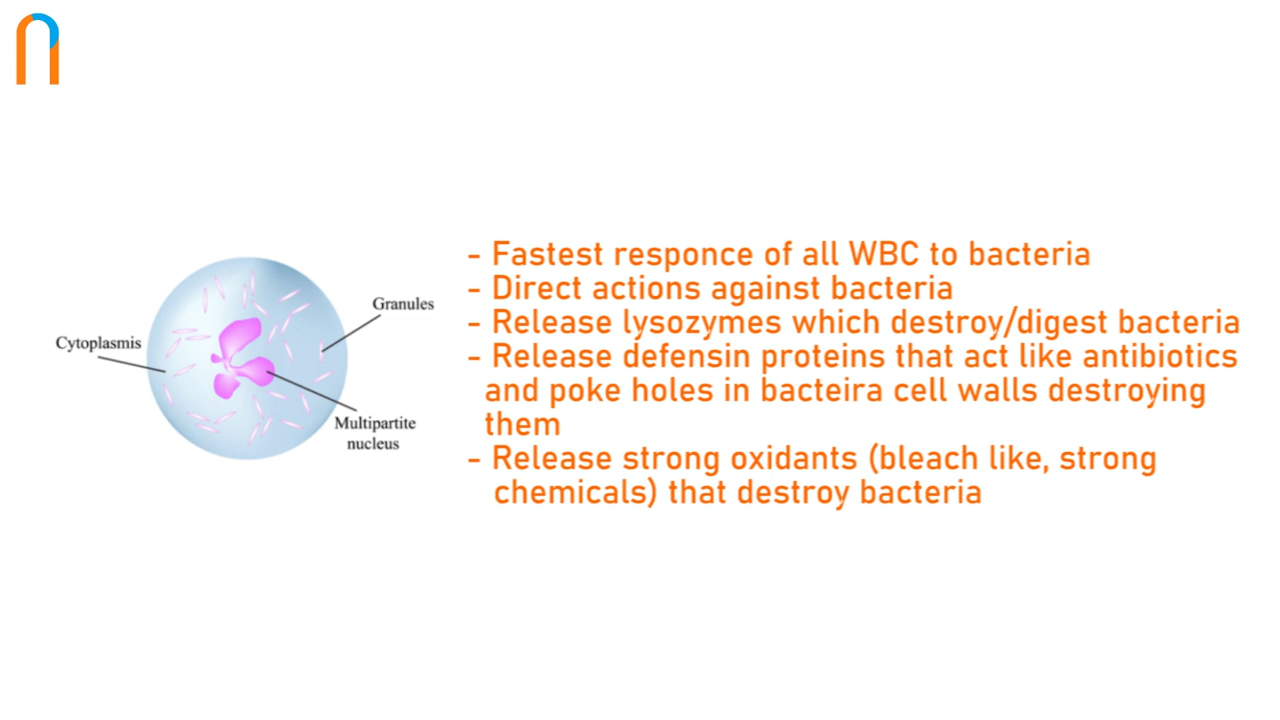 - Fastest responce of all WBC to bacteria
- Direct actions against bacteria
- Release lysozymes which destroy/digest bacteria
- Release defensin proteins that act like antibiotics
and poke holes in bacteira cell walls destroying
them
- Release strong oxidants (bleach like, strong
chemicals) that destroy bacteria
Granules
Cytoplasmis
Multipartite
nucleus